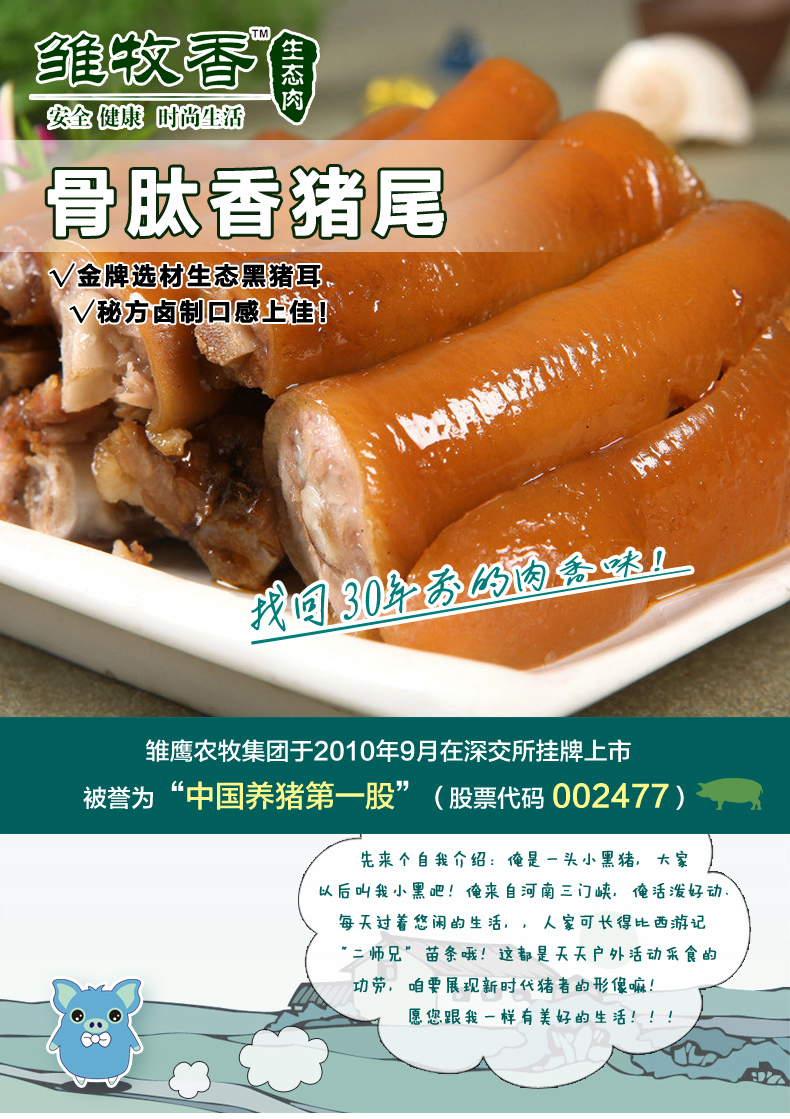 雏牧香™
生态肉
安全 健康 时尚生活
骨肽香猪尾
√金牌选材生态黑猪耳
√秘方卤制口感上佳!
找回30年前的肉香味!
雏鹰农牧集团于2010年9月在深交所挂牌上市
被誉为“中国养猪第一股”(股票代码 002477)
先来个自我介绍:俺是一头小黑猪,大家
以后叫我小黑吧!俺来自河南三门峡,俺活泼好动.
每天过着悠闲的生活,,人家可长得比西游记
“二师兄”苗条哦!这都是天天户外活动采食的
功劳,咱要展现新时代猪者的形像嘛!
愿您跟我一样有美好的生活!!!